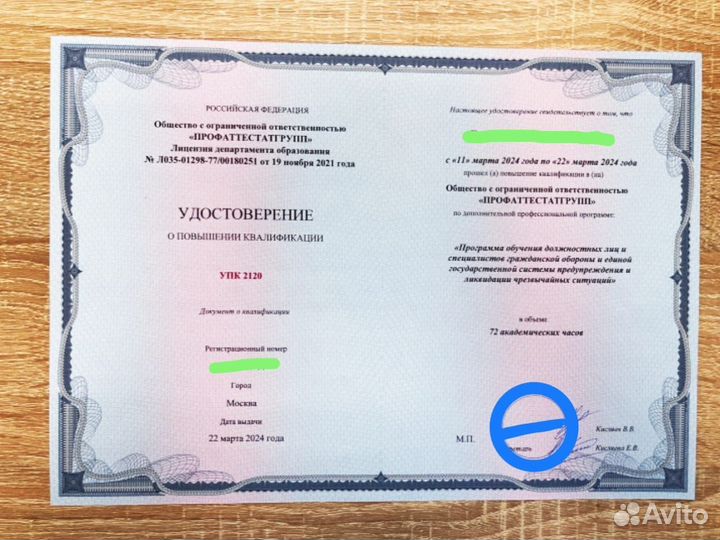 РОССИЙСКАЯ ФЕДЕРАЦИЯ
Общество с ограниченной ответственностью
«ПРОФАТТЕСТАТГРУПП»
Лицензия департамента образования
№ Л035-01298-77/00180251 от 19 ноября 2021 года
УДОСТОВЕРЕНИЕ
О ПОВЫШЕНИИ КВАЛИФИКАЦИИ
УПК 2120
Документ о квалификации
Регистрационный номер
Город
Москва
Дата выдачи
22 марта 2024 года
Настоящее удостоверение свидетельствует о том, что
с «11» марта 2024 года по «22» марта 2024 года
прошел (а) повышение квалификации в (на)
Общество с ограниченной ответственностью
«ПРОФАТТЕСТАТГРУПП»
по дополнительной профессиональной программе:
«Программа обучения должностных лиц и
специалистов гражданской обороны и единой
государственной системы предупреждения и
ликвидации чрезвычайных ситуаций»
в объеме
72 академических часов
М.П.
Кисляев В.В.
Кисляева Е.В.
Avito